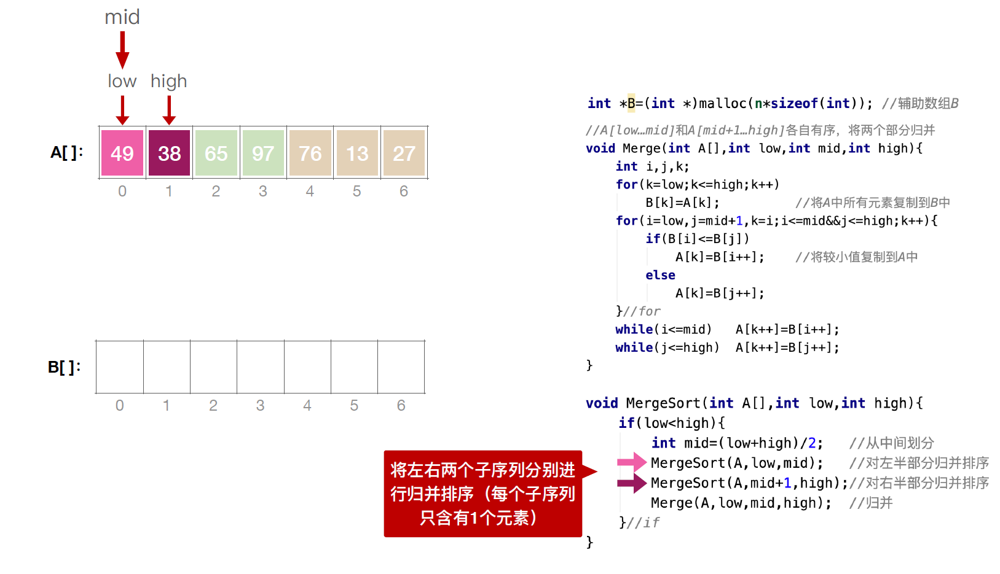 mid
low high
A[ ]: 49 38 65 97 76 13 27
0 1 2 3 4 5 6
B[ ]:
0 1 2 3 4 5 6
int *B=(int *)malloc(n*sizeof(int)); //辅助数组B
//A[low…mid]和A[mid+1…high]各自有序，将两个部分归并
void Merge(int A[],int low,int mid,int high){
int i,j,k;
for(k=low;k<=high;k++)
B[k]=A[k]; //将A中所有元素复制到B中
for(i=low,j=mid+1,k=i;i<=mid&&j<=high;k++){
if(B[i]<=B[j])
A[k]=B[i++]; //将较小值复制到A中
else
A[k]=B[j++];
}//for
while(i<=mid) A[k++]=B[i++];
while(j<=high) A[k++]=B[j++];
}
void MergeSort(int A[],int low,int high){
if(low<high){
int mid=(low+high)/2; //从中间划分
MergeSort(A,low,mid); //对左半部分归并排序
MergeSort(A,mid+1,high);//对右半部分归并排序
Merge(A,low,mid,high); //归并
}//if
}
将左右两个子序列分别进
行归并排序（每个子序列
只含有1个元素）